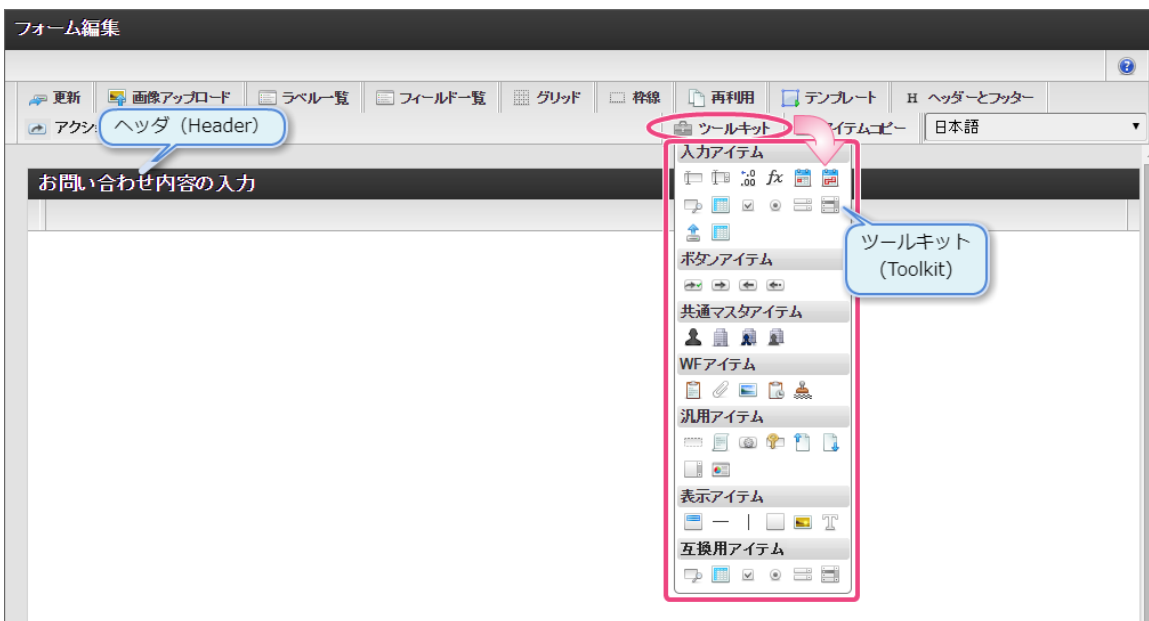 フォーム編集
更新 画像アップロード ラベル一覧 フィールド一覧 グリッド 枠線 再利用 テンプレート H ヘッダーとフッター
アクシ
ヘッダ (Header)
ツールキット
イテムコピー 日本語
お問い合わせ内容の入力
入力アイテム
ツールキット
(Toolkit)
ボタンアイテム
共通マスタアイテム
WFアイテム
汎用アイテム
表示アイテム
互換用アイテム